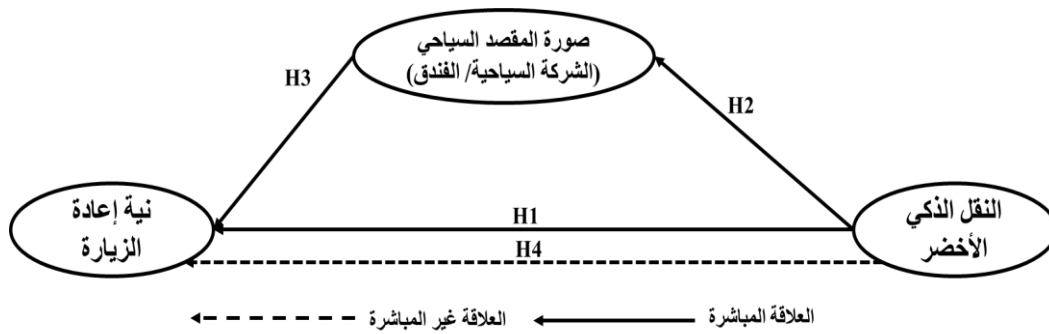 صورة المقصد السياحي
(الشركة السياحية/ الفندق)
H3
H2
النقل الذكي
الأخضر
H1
نية إعادة
الزيارة
H4
العلاقة المباشرة
العلاقة غير المباشرة